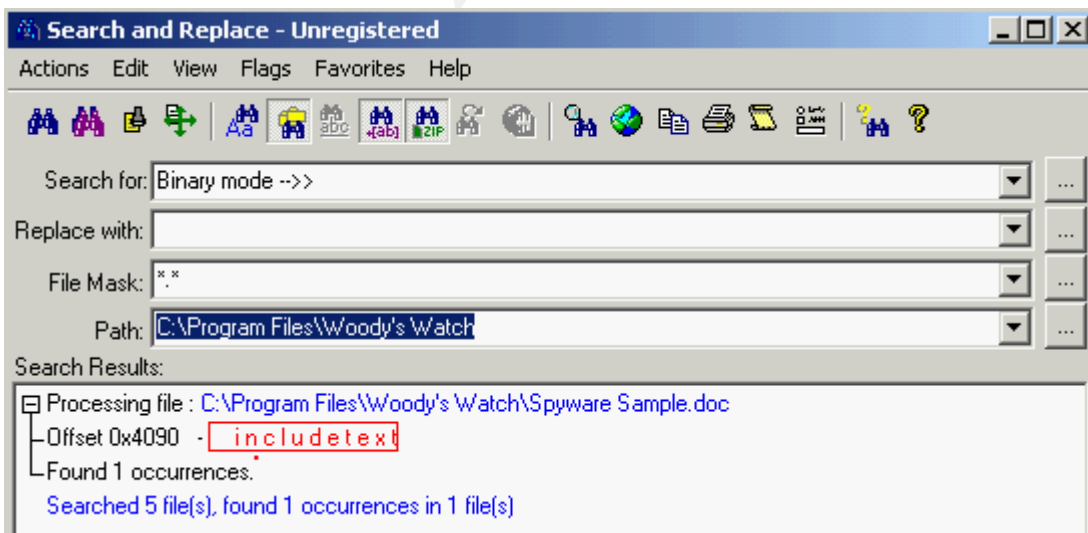 Search and Replace - Unregistered
Actions Edit View Flags Favorites Help
Search for: Binary mode -->>
Replace with:
File Mask: *.*
Path: C:\Program Files\Woody's Watch
Search Results:
Processing file : C:\Program Files\Woody's Watch\Spyware Sample.doc
Offset 0x4090 - i n c l u d e t e x t
Found 1 occurrences.
Searched 5 file(s), found 1 occurrences in 1 file(s)